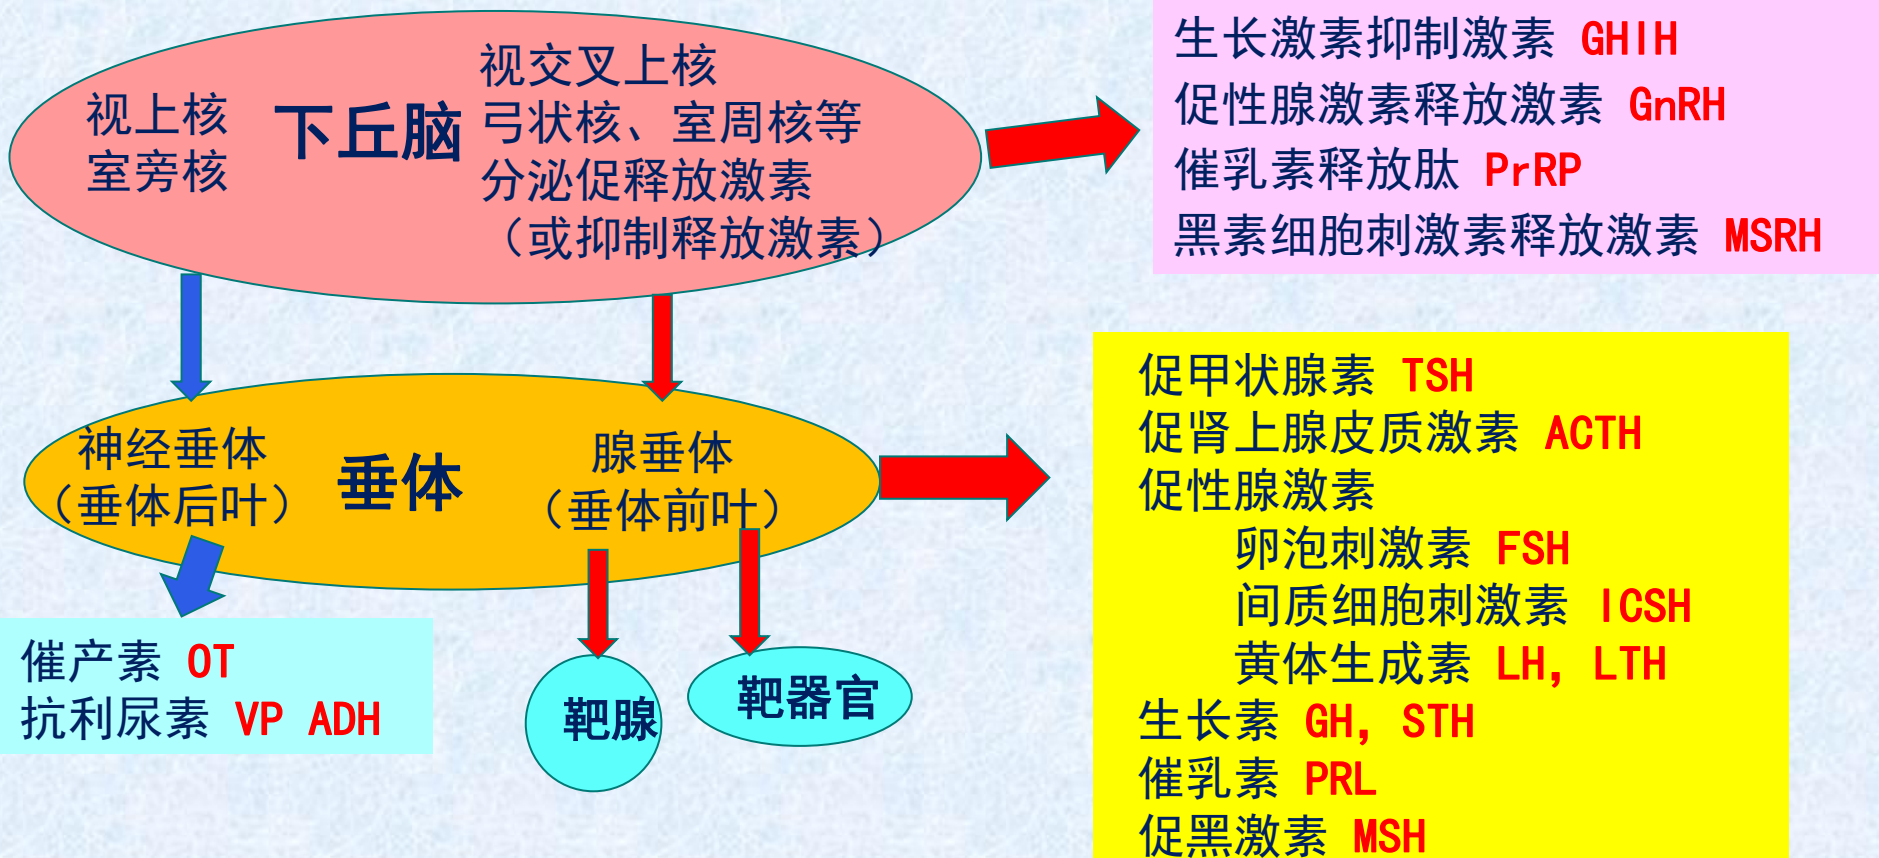 视上核
室旁核
下丘脑
视交叉上核
弓状核、室周核等
分泌促释放激素
（或抑制释放激素）
生长激素抑制激素 GHIH
促性腺激素释放激素 GnRH
催乳素释放肽 PrRP
黑素细胞刺激素释放激素 MSRH
神经垂体
（垂体后叶）
垂体
腺垂体
（垂体前叶）
催产素 OT
抗利尿素 VP ADH
靶腺
靶器官
促甲状腺素 TSH
促肾上腺皮质激素 ACTH
促性腺激素
卵泡刺激素 FSH
间质细胞刺激素 ICSH
黄体生成素 LH, LTH
生长素 GH, STH
催乳素 PRL
促黑激素 MSH